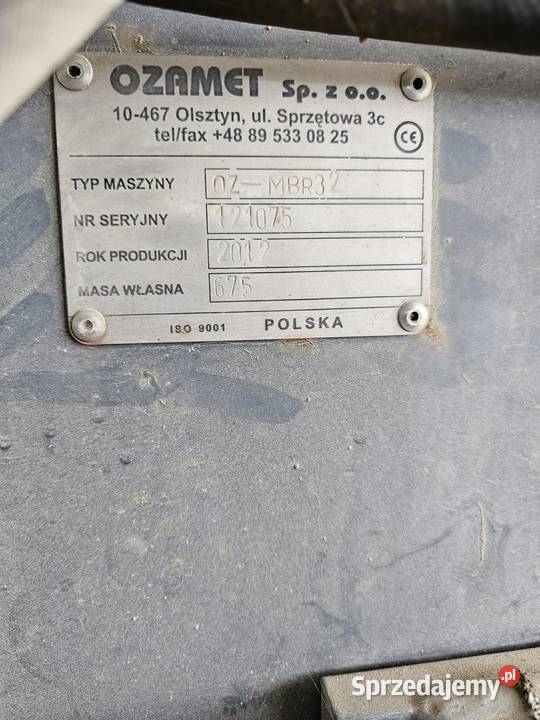 OZAMET Sp. z o.o.
10-467 Olsztyn, ul. Sprzętowa 3c
tel/fax +48 89 533 08 25
CE
TYP MASZYNY OZ-MBR32
NR SERYJNY 121075
ROK PRODUKCJI 2012
MASA WŁASNA 675
ISO 9001 POLSKA
Sprzedajemy.pl